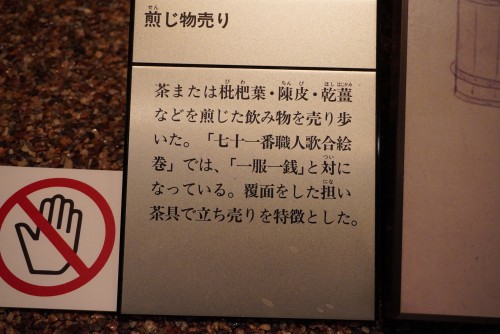 煎じ物売り
茶または枇杷葉・陳皮・乾薑
などを煎じた飲み物を売り歩
いた。「七十一番職人歌合絵
巻」では、「一服一銭」と対に
なっている。覆面をした担い
茶具で立ち売りを特徴とした。